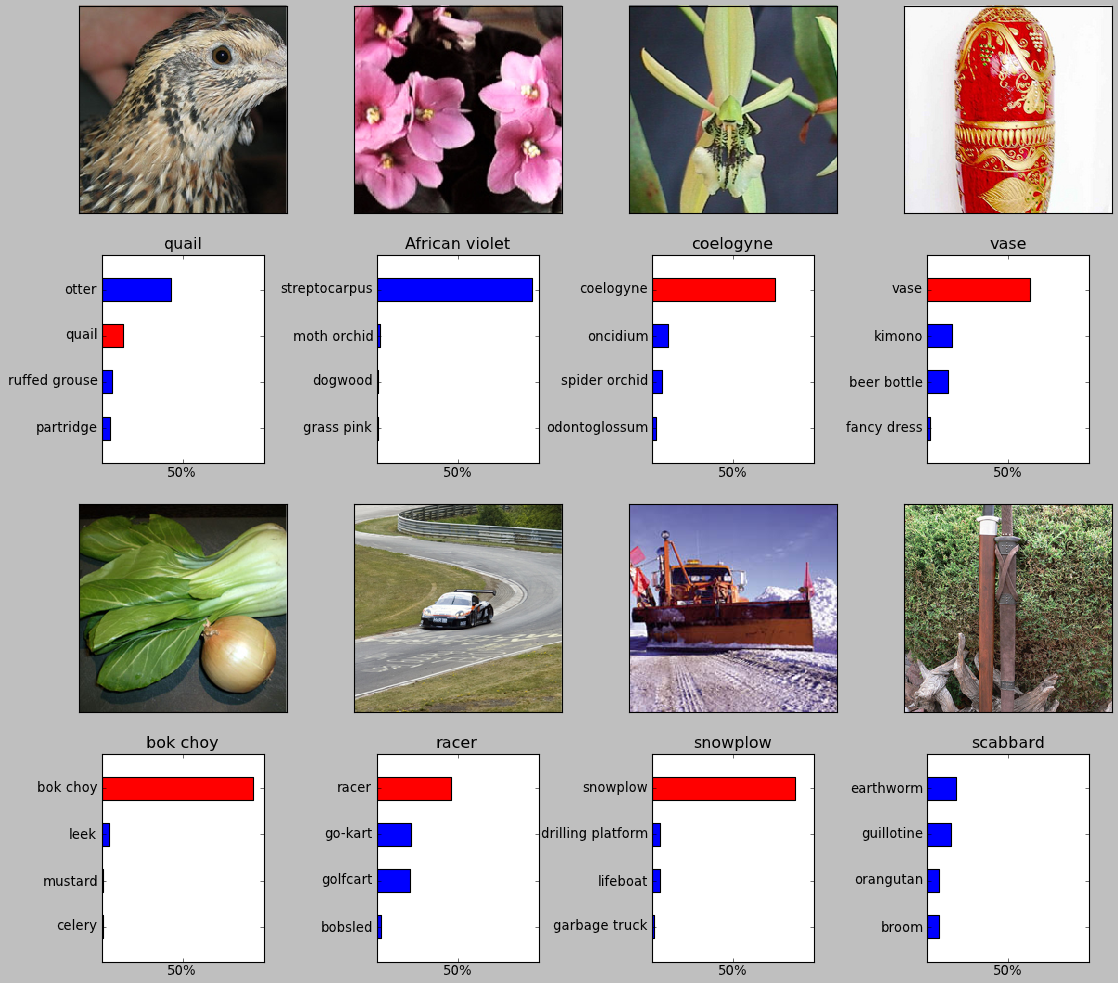 quail
African violet
coelogyne
vase
otter
quail
ruffed grouse
partridge
50%
streptocarpus
moth orchid
dogwood
grass pink
50%
coelogyne
oncidium
spider orchid
odontoglossum
50%
vase
kimono
beer bottle
fancy dress
50%
bok choy
racer
snowplow
scabbard
bok choy
leek
mustard
celery
50%
racer
go-kart
golfcart
bobsled
50%
snowplow
drilling platform
lifeboat
garbage truck
50%
earthworm
guillotine
orangutan
broom
50%